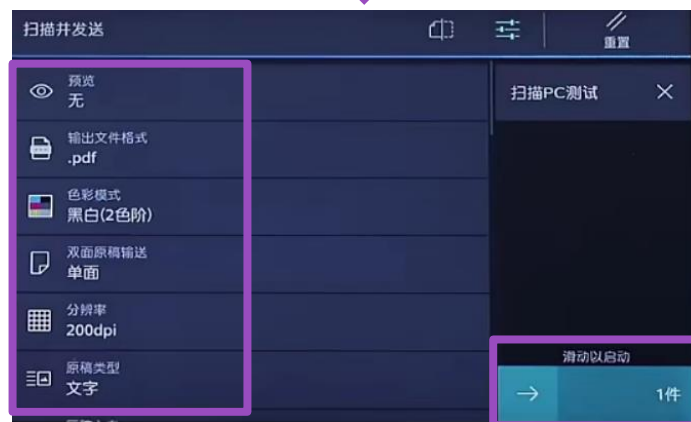 扫描并发送
重置
预览
无
输出文件格式
.pdf
色彩模式
黑白(2色阶)
双面原稿输送
单面
分辨率
200dpi
原稿类型
文字
扫描PC测试
滑动以启动
1件